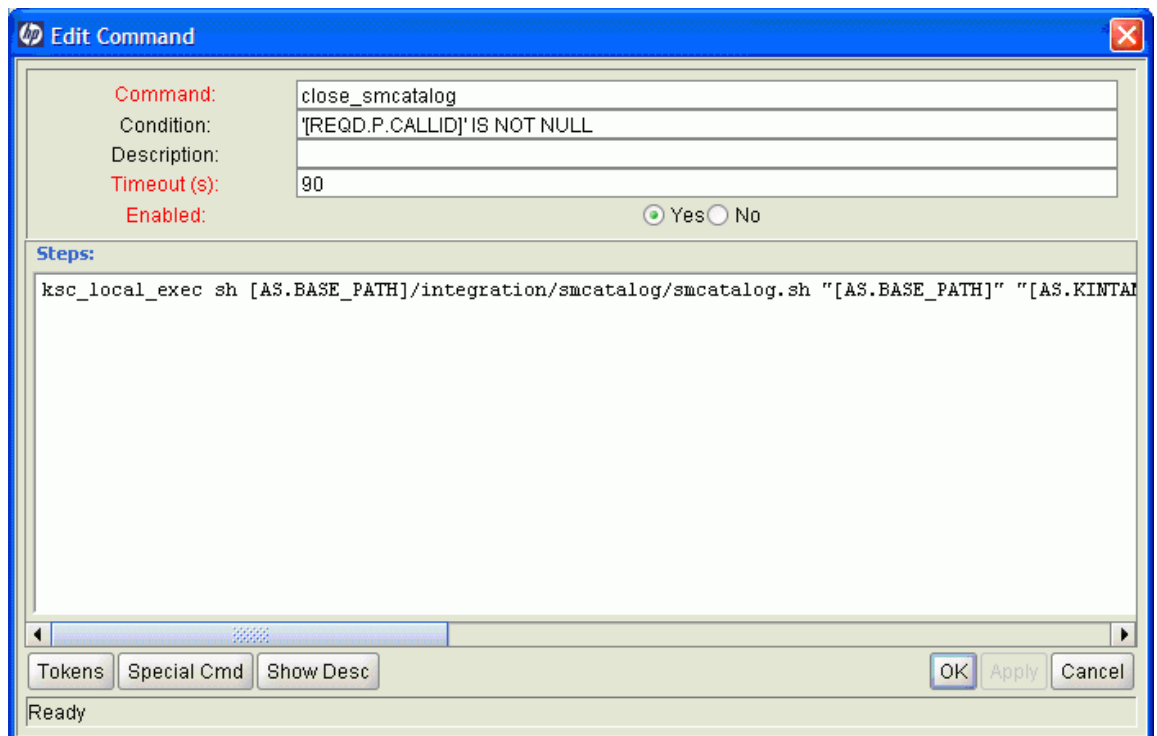 hp Edit Command
Command: close_smcatalog
Condition: '[REQD.P.CALLID]' IS NOT NULL
Description:
Timeout (s): 90
Enabled: Yes No
Steps:
ksc_local_exec sh [AS.BASE_PATH]/integration/smcatalog/smcatalog.sh "[AS.BASE_PATH]" "[AS.KINTA
Tokens Special Cmd Show Desc OK Apply Cancel
Ready